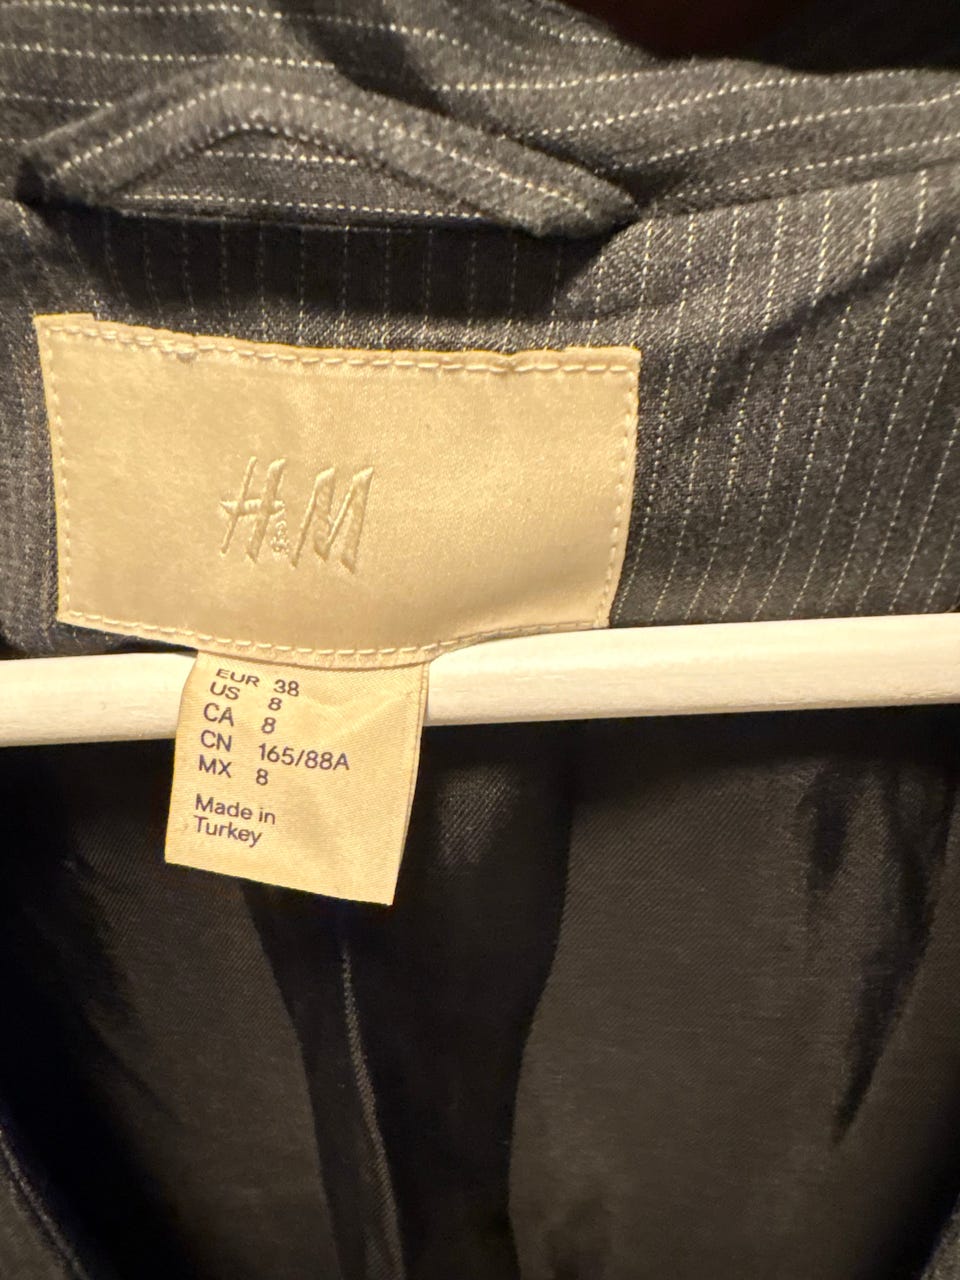 H&M
EUR 38
US 8
CA 8
CN 165/88A
MX 8
Made in
Turkey